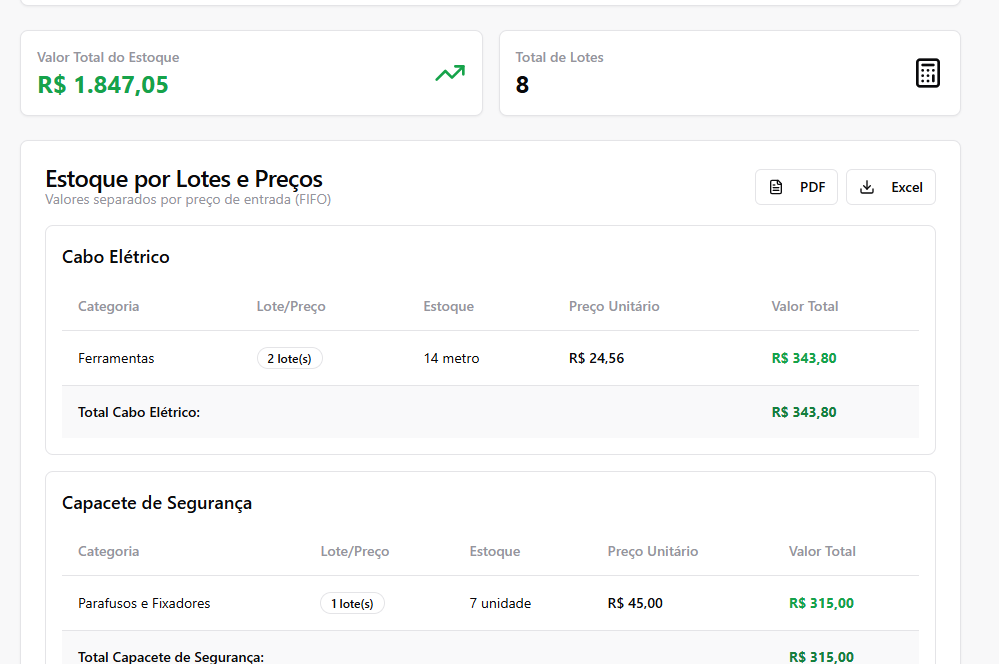 Valor Total do Estoque
R$ 1.847,05
Total de Lotes
8
Estoque por Lotes e Preços
Valores separados por preço de entrada (FIFO)
PDF
Excel
Cabo Elétrico
Categoria Lote/Preço Estoque Preço Unitário Valor Total
Ferramentas 2 lote(s) 14 metro R$ 24,56 R$ 343,80
Total Cabo Elétrico: R$ 343,80
Capacete de Segurança
Categoria Lote/Preço Estoque Preço Unitário Valor Total
Parafusos e Fixadores 1 lote(s) 7 unidade R$ 45,00 R$ 315,00
Total Capacete de Segurança: R$ 315,00